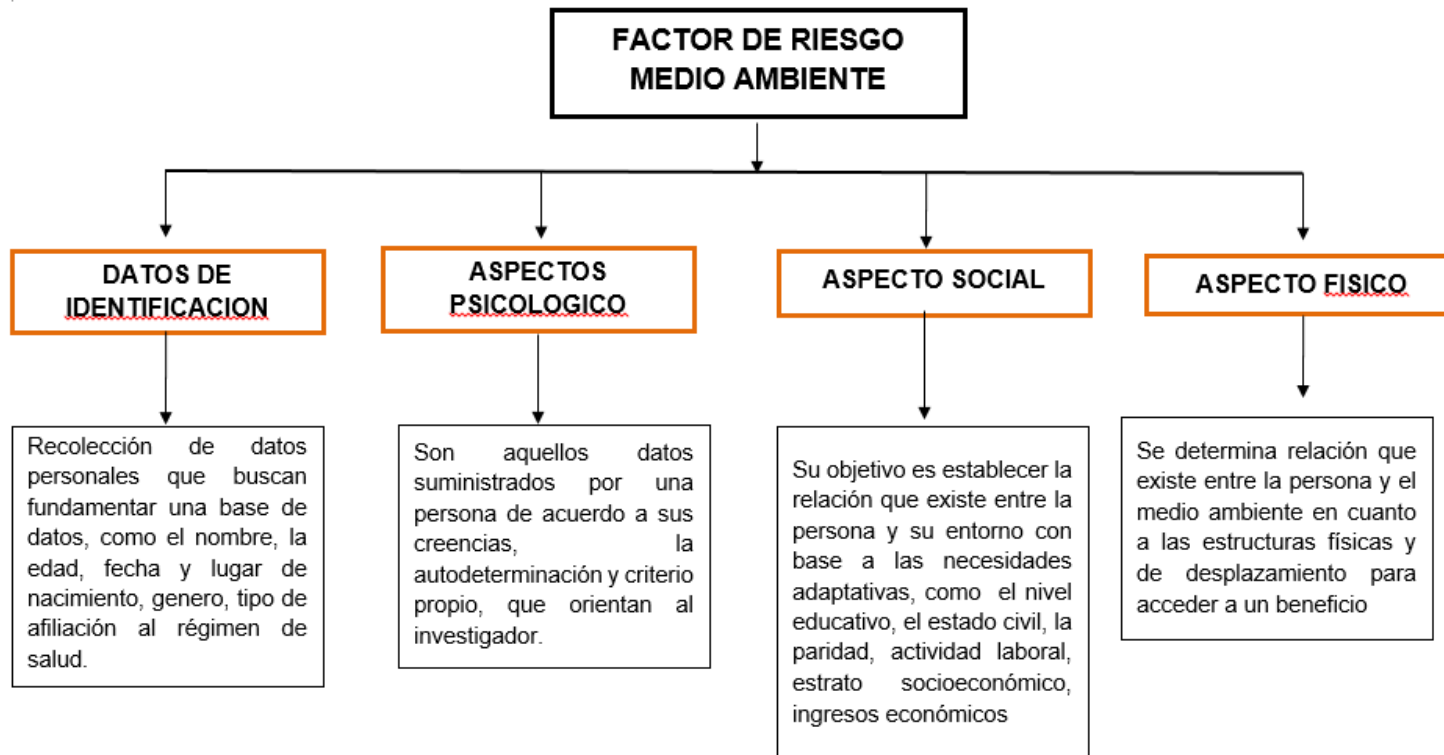 FACTOR DE RIESGO
MEDIO AMBIENTE
DATOS DE
IDENTIFICACION
ASPECTOS
PSICOLOGICO
ASPECTO SOCIAL
ASPECTO FISICO
Recolección de datos
personales que buscan
fundamentar una base de
datos, como el nombre, la
edad, fecha y lugar de
nacimiento, genero, tipo de
afiliación al régimen de
salud.
Son aquellos datos
suministrados por una
persona de acuerdo a sus
creencias, la
autodeterminación y criterio
propio, que orientan al
investigador.
Su objetivo es establecer la
relación que existe entre la
persona y su entorno con
base a las necesidades
adaptativas, como el nivel
educativo, el estado civil, la
paridad, actividad laboral,
estrato socioeconómico,
ingresos económicos
Se determina relación que
existe entre la persona y el
medio ambiente en cuanto
a las estructuras físicas y
de desplazamiento para
acceder a un beneficio